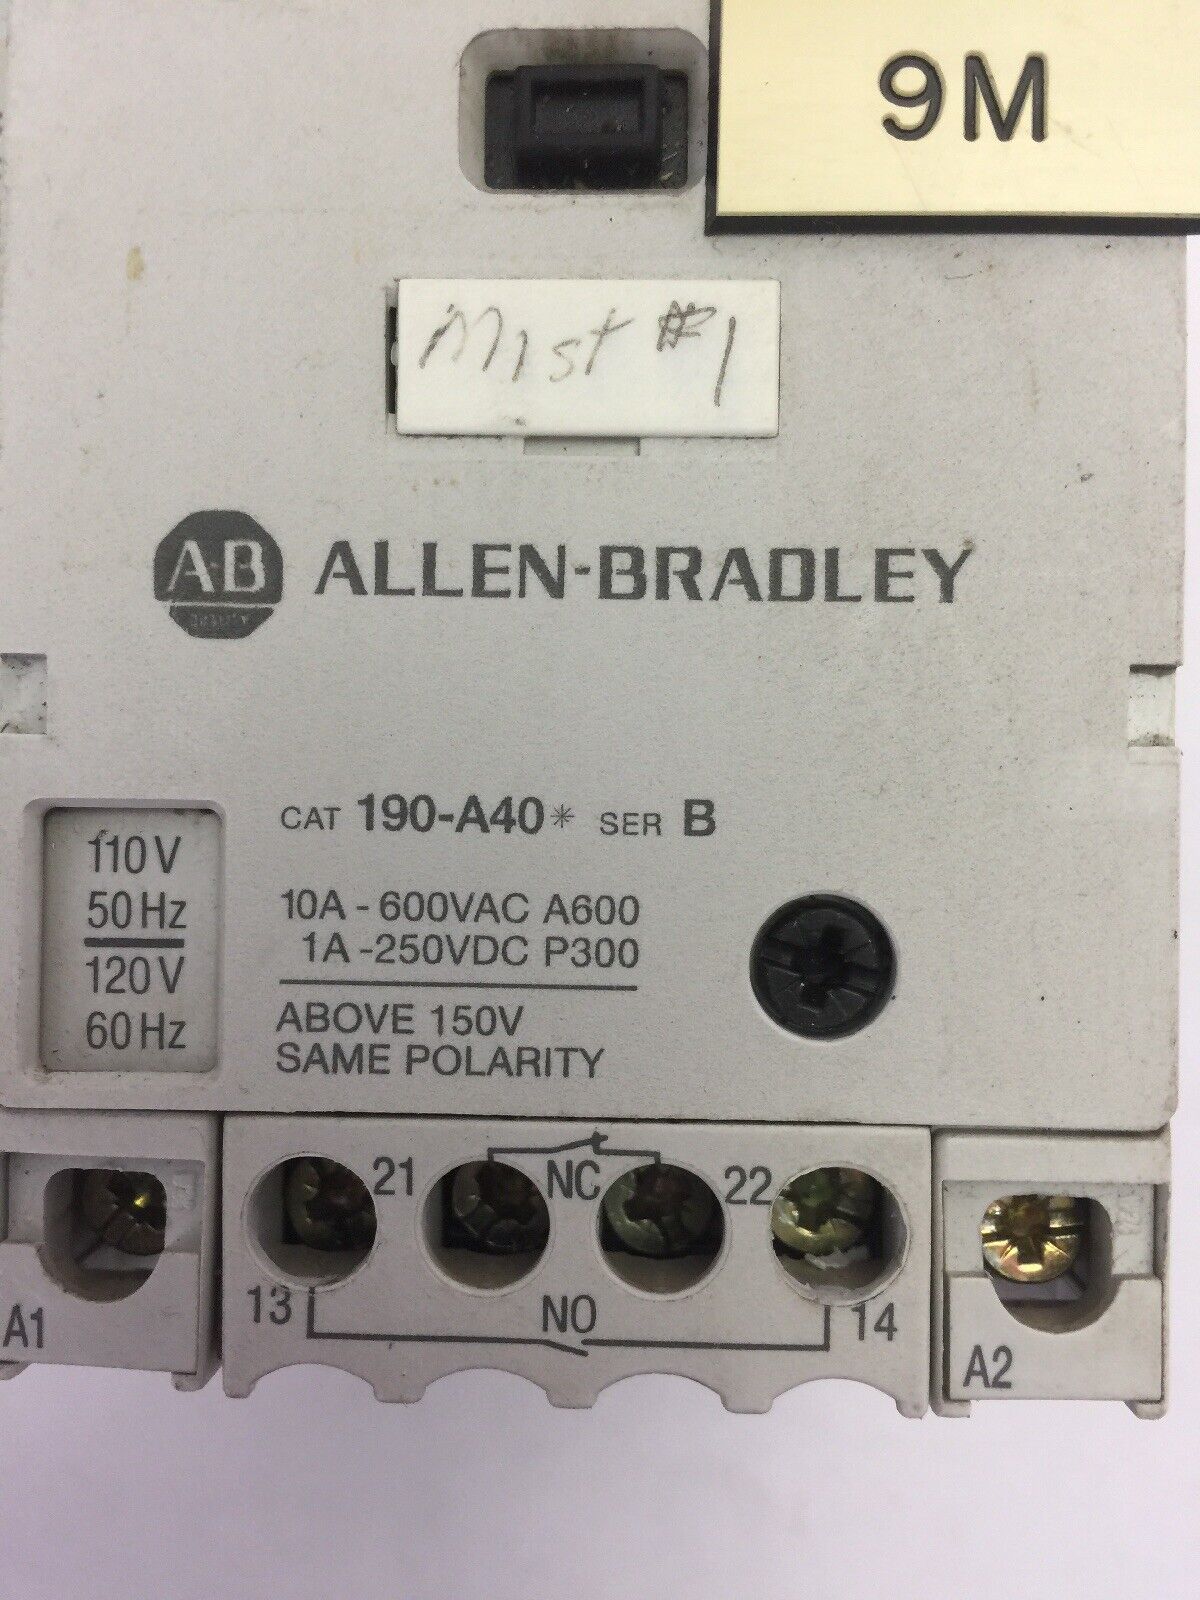 9M
Mist #1
A-B
QUALITY
ALLEN-BRADLEY
CAT 190-A40* SER B
110V
50Hz
120V
60Hz
10A - 600VAC A600
1A - 250VDC P300
ABOVE 150V
SAME POLARITY
21 NC 22
13 NO 14
A1
A2